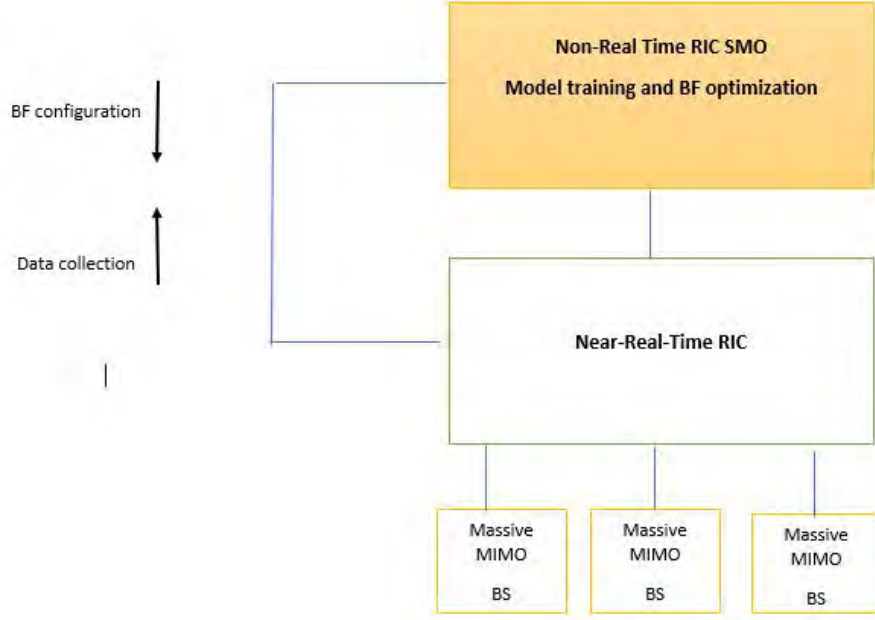 Non-Real Time RIC SMO
Model training and BF optimization
BF configuration
Data collection
Near-Real-Time RIC
Massive
MIMO
BS
Massive
MIMO
BS
Massive
MIMO
BS